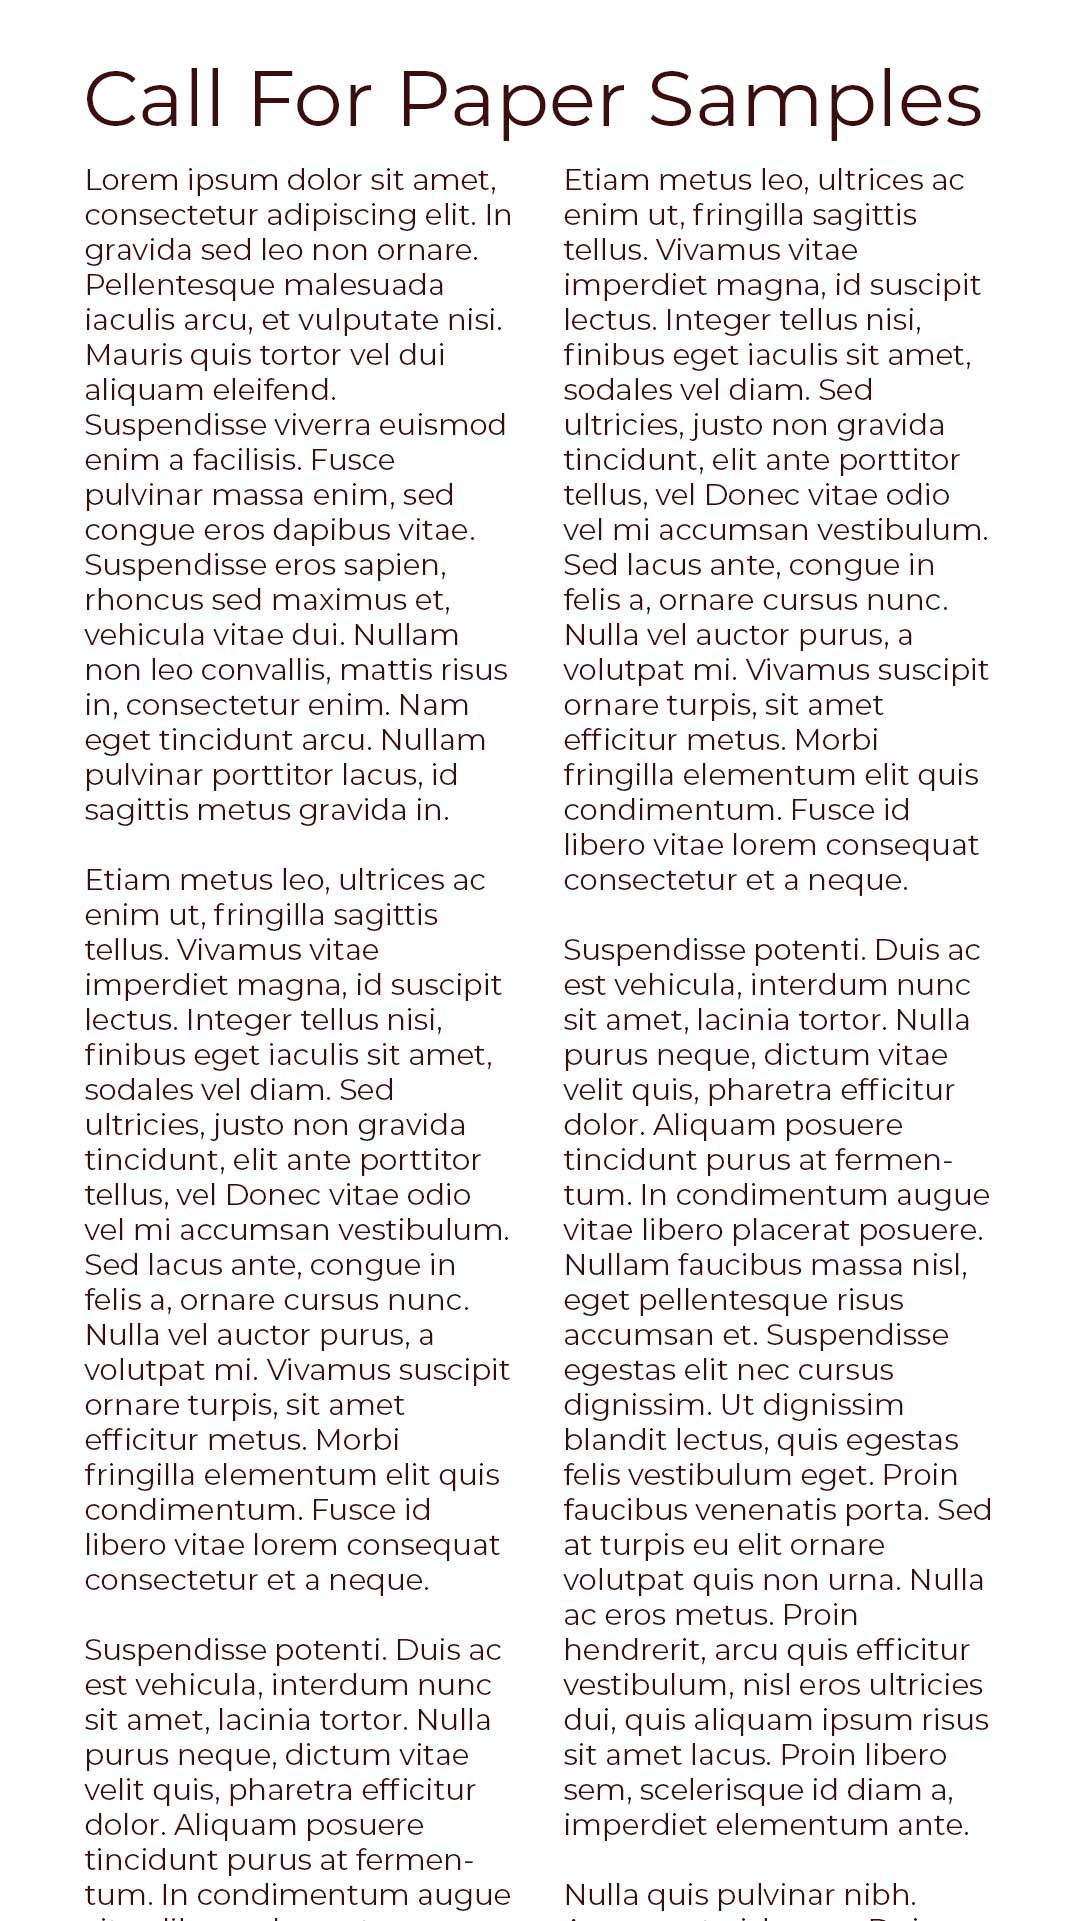 Call For Paper Samples
Lorem ipsum dolor sit amet,
consectetur adipiscing elit. In
gravida sed leo non ornare.
Pellentesque malesuada
iaculis arcu, et vulputate nisi.
Mauris quis tortor vel dui
aliquam eleifend.
Suspendisse viverra euismod
enim a facilisis. Fusce
pulvinar massa enim, sed
congue eros dapibus vitae.
Suspendisse eros sapien,
rhoncus sed maximus et,
vehicula vitae dui. Nullam
non leo convallis, mattis risus
in, consectetur enim. Nam
eget tincidunt arcu. Nullam
pulvinar porttitor lacus, id
sagittis metus gravida in.
Etiam metus leo, ultrices ac
enim ut, fringilla sagittis
tellus. Vivamus vitae
imperdiet magna, id suscipit
lectus. Integer tellus nisi,
finibus eget iaculis sit amet,
sodales vel diam. Sed
ultricies, justo non gravida
tincidunt, elit ante porttitor
tellus, vel Donec vitae odio
vel mi accumsan vestibulum.
Sed lacus ante, congue in
felis a, ornare cursus nunc.
Nulla vel auctor purus, a
volutpat mi. Vivamus suscipit
ornare turpis, sit amet
efficitur metus. Morbi
fringilla elementum elit quis
condimentum. Fusce id
libero vitae lorem consequat
consectetur et a neque.
Suspendisse potenti. Duis ac
est vehicula, interdum nunc
sit amet, lacinia tortor. Nulla
purus neque, dictum vitae
velit quis, pharetra efficitur
dolor. Aliquam posuere
tincidunt purus at fermen-
tum. In condimentum augue
Etiam metus leo, ultrices ac
enim ut, fringilla sagittis
tellus. Vivamus vitae
imperdiet magna, id suscipit
lectus. Integer tellus nisi,
finibus eget iaculis sit amet,
sodales vel diam. Sed
ultricies, justo non gravida
tincidunt, elit ante porttitor
tellus, vel Donec vitae odio
vel mi accumsan vestibulum.
Sed lacus ante, congue in
felis a, ornare cursus nunc.
Nulla vel auctor purus, a
volutpat mi. Vivamus suscipit
ornare turpis, sit amet
efficitur metus. Morbi
fringilla elementum elit quis
condimentum. Fusce id
libero vitae lorem consequat
consectetur et a neque.
Suspendisse potenti. Duis ac
est vehicula, interdum nunc
sit amet, lacinia tortor. Nulla
purus neque, dictum vitae
velit quis, pharetra efficitur
dolor. Aliquam posuere
tincidunt purus at fermen-
tum. In condimentum augue
vitae libero placerat posuere.
Nullam faucibus massa nisl,
eget pellentesque risus
accumsan et. Suspendisse
egestas elit nec cursus
dignissim. Ut dignissim
blandit lectus, quis egestas
felis vestibulum eget. Proin
faucibus venenatis porta. Sed
at turpis eu elit ornare
volutpat quis non urna. Nulla
ac eros metus. Proin
hendrerit, arcu quis efficitur
vestibulum, nisl eros ultricies
dui, quis aliquam ipsum risus
sit amet lacus. Proin libero
sem, scelerisque id diam a,
imperdiet elementum ante.
Nulla quis pulvinar nibh.